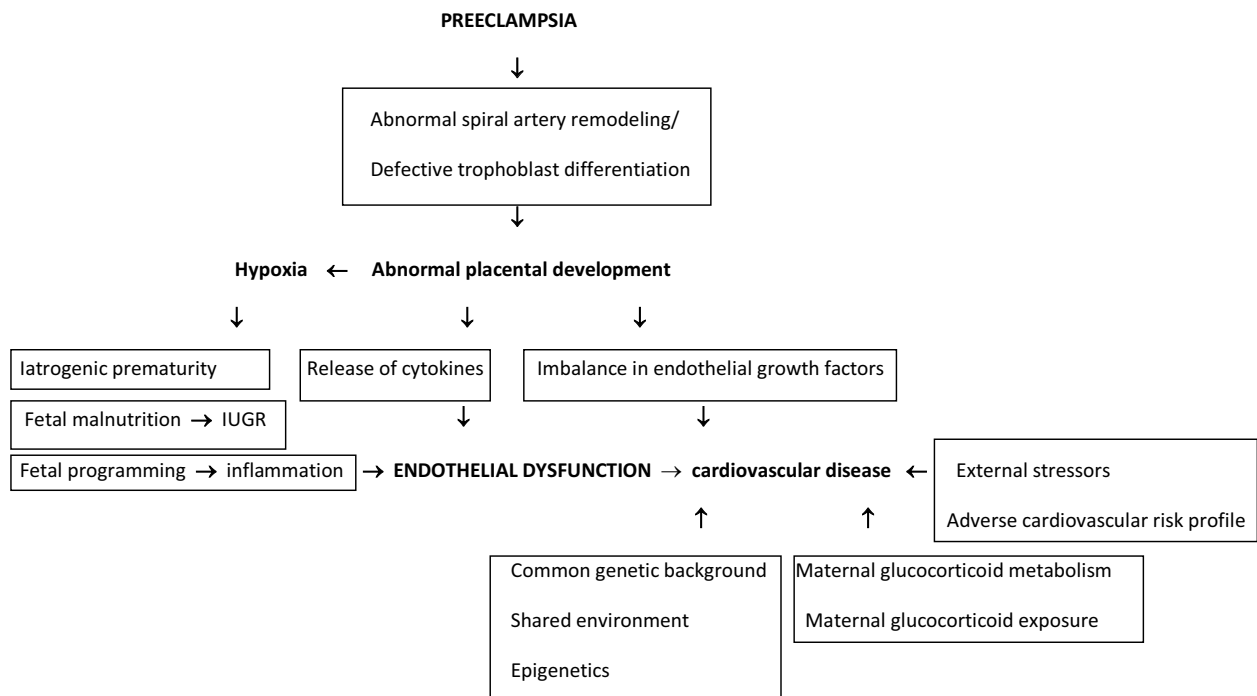 PREECLAMPSIA
↓
Abnormal spiral artery remodeling/
Defective trophoblast differentiation
↓
Hypoxia ← Abnormal placental development
↓ ↓ ↓
Iatrogenic prematurity Release of cytokines Imbalance in endothelial growth factors
Fetal malnutrition → IUGR ↓ ↓
Fetal programming → inflammation → ENDOTHELIAL DYSFUNCTION → cardiovascular disease ← External stressors
Adverse cardiovascular risk profile
↑ ↑
Common genetic background Maternal glucocorticoid metabolism
Shared environment Maternal glucocorticoid exposure
Epigenetics